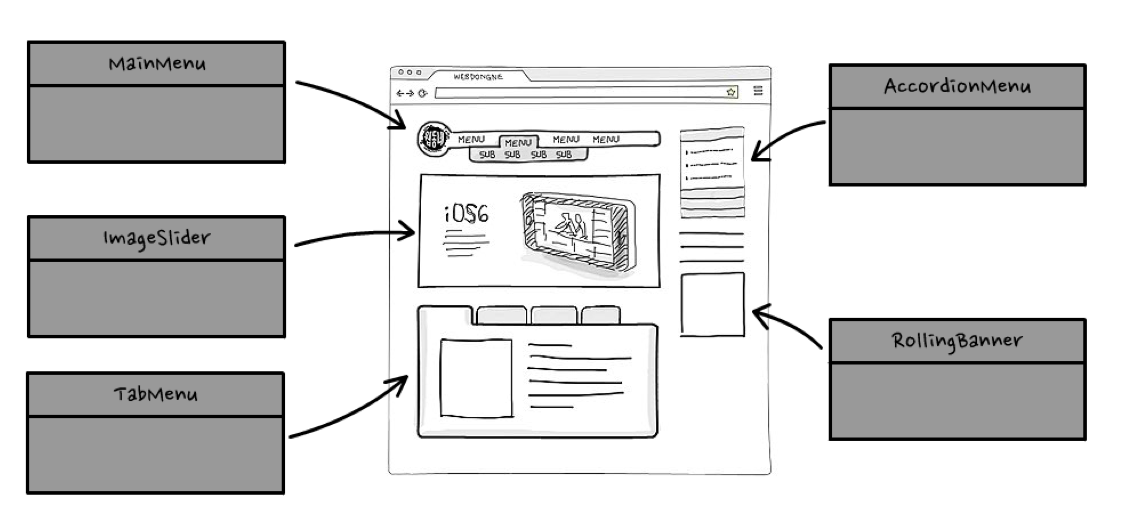 MainMenu
ImageSlider
TabMenu
WEBDONGNE
MENU MENU MENU MENU
SUB SUB SUB SUB
iOS6
AccordionMenu
RollingBanner